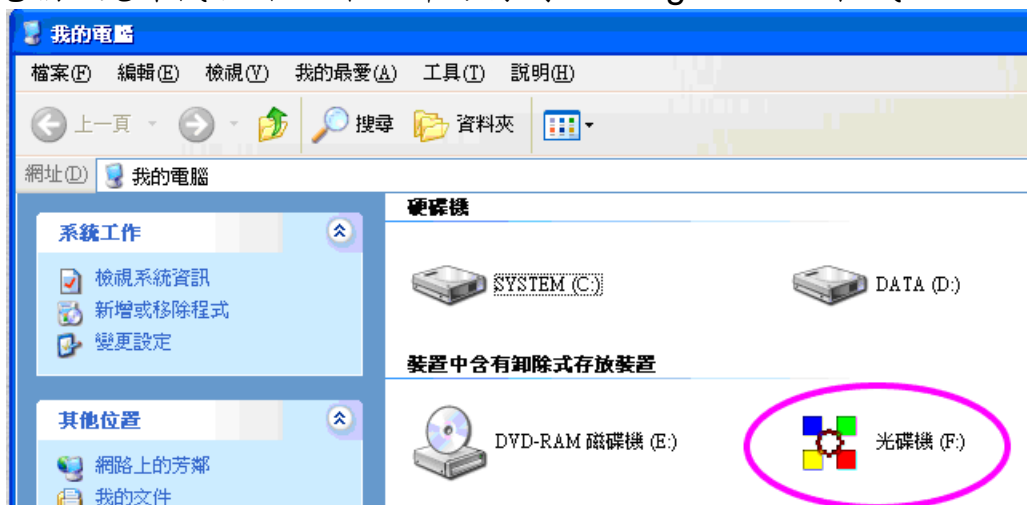 我的電腦
檔案(F) 編輯(E) 檢視(V) 我的最愛(A) 工具(T) 說明(H)
上一頁 搜尋 資料夾
網址(D) 我的電腦
系統工作
檢視系統資訊
新增或移除程式
變更設定
其他位置
網路上的芳鄰
我的文件
硬碟機
SYSTEM (C:) DATA (D:)
裝置中含有卸除式存放裝置
DVD-RAM 磁碟機 (E:) 光碟機 (F:)